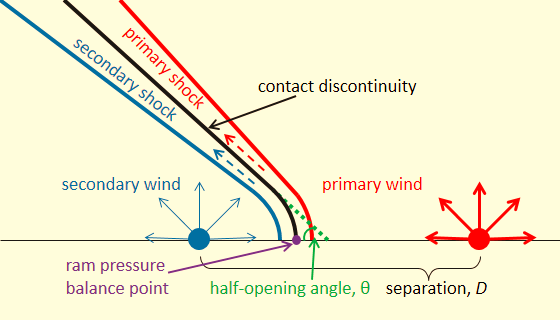 primary shock
secondary shock
contact discontinuity
secondary wind
primary wind
ram pressure
balance point
half-opening angle, θ
separation, D